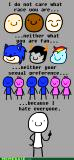 I do not care what
race you are...
...neither what
you are fan...
...neither your
sexual preference...
...because I
hate everyone.